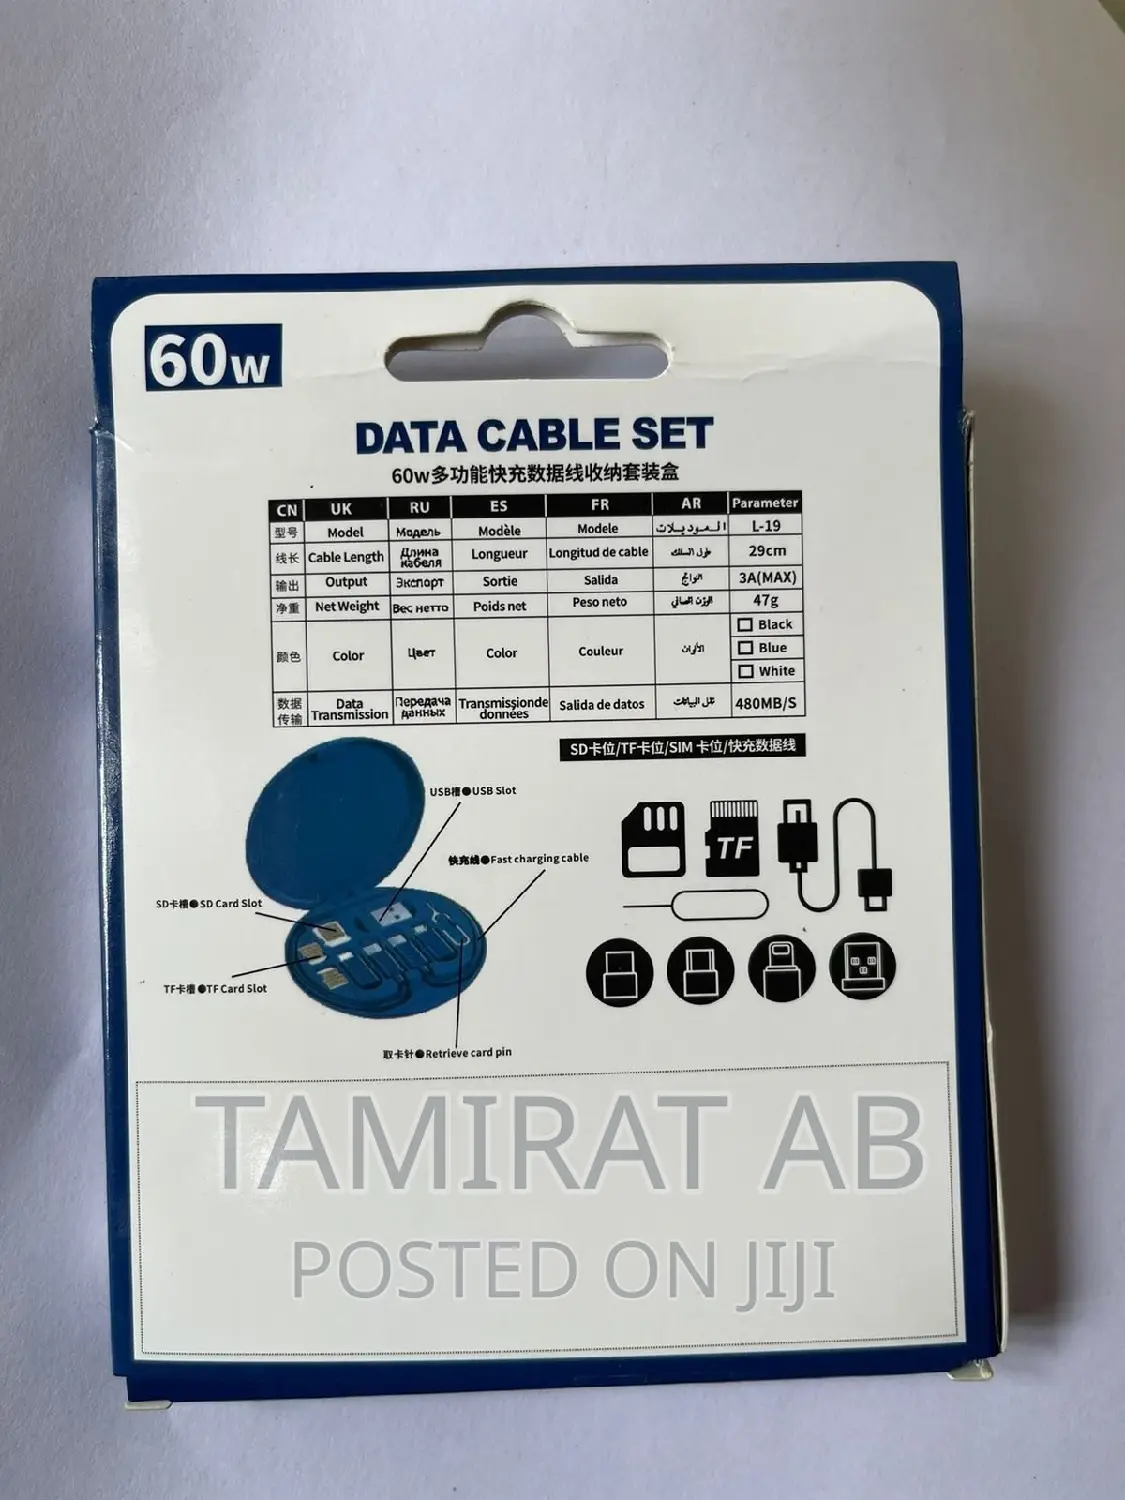 60w
DATA CABLE SET
60w多功能快充数据线收纳套装盒
CN UK RU ES FR AR Parameter
型号 Model Модель Modèle Modele الموديلات L-19
线长 Cable Length Длина кабеля Longueur Longitud de cable طول السلك 29cm
输出 Output Экспорт Sortie Salida 3A(MAX)
净重 NetWeight Вес нетто Poids net Peso neto 47g
颜色 Color Цвет Color Couleur Black
Blue
White
数据传输 Data Transmission Передача данных Transmissionde données Salida de datos نقل البيانات 480MB/S
SD卡位/TF卡位/SIM 卡位/快充数据线
USB槽●USB Slot
快充线●Fast charging cable
TF
SD卡槽●SD Card Slot
TF卡槽●TF Card Slot
取卡针●Retrieve card pin
TAMIRAT AB
POSTED ON JIJI